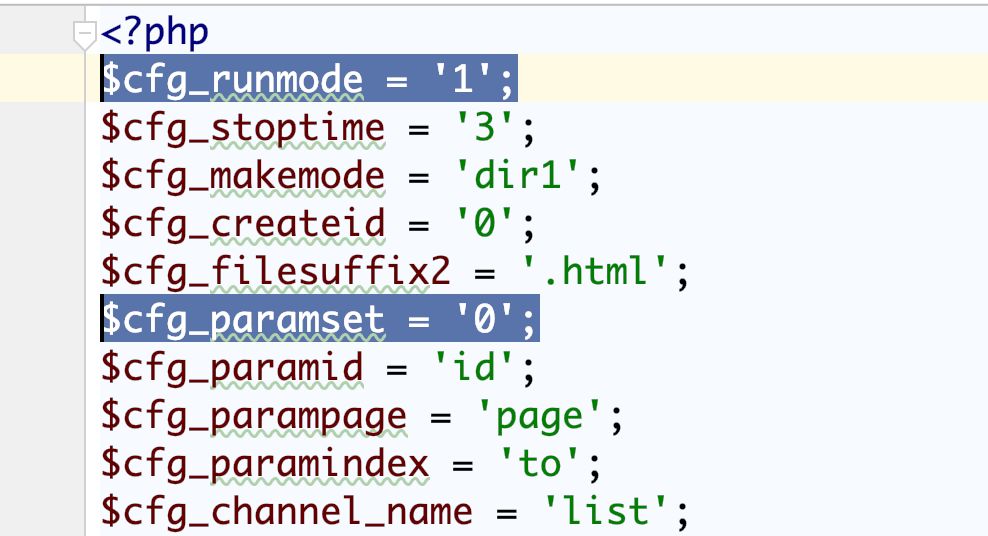 <?php
$cfg_runmode = '1';
$cfg_stoptime = '3';
$cfg_makemode = 'dir1';
$cfg_createid = '0';
$cfg_filesuffix2 = '.html';
$cfg_paramset = '0';
$cfg_paramid = 'id';
$cfg_parampage = 'page';
$cfg_paramindex = 'to';
$cfg_channel_name = 'list';